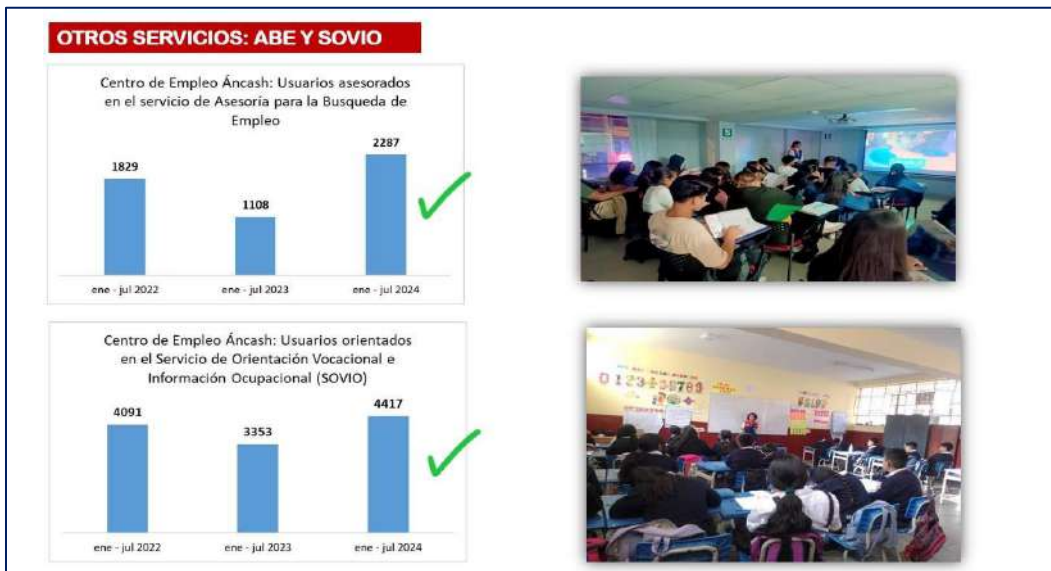 OTROS SERVICIOS: ABE Y SOVIO
Centro de Empleo Áncash: Usuarios asesorados
en el servicio de Asesoría para la Busqueda de
Empleo
2287
1829
1108
ene - jul 2022
ene - jul 2023
ene - jul 2024
Centro de Empleo Áncash: Usuarios orientados
en el Servicio de Orientación Vocacional e
Información Ocupacional (SOVIO)
4417
4091
3353
ene - jul 2022
ene - jul 2023
ene - jul 2024
S